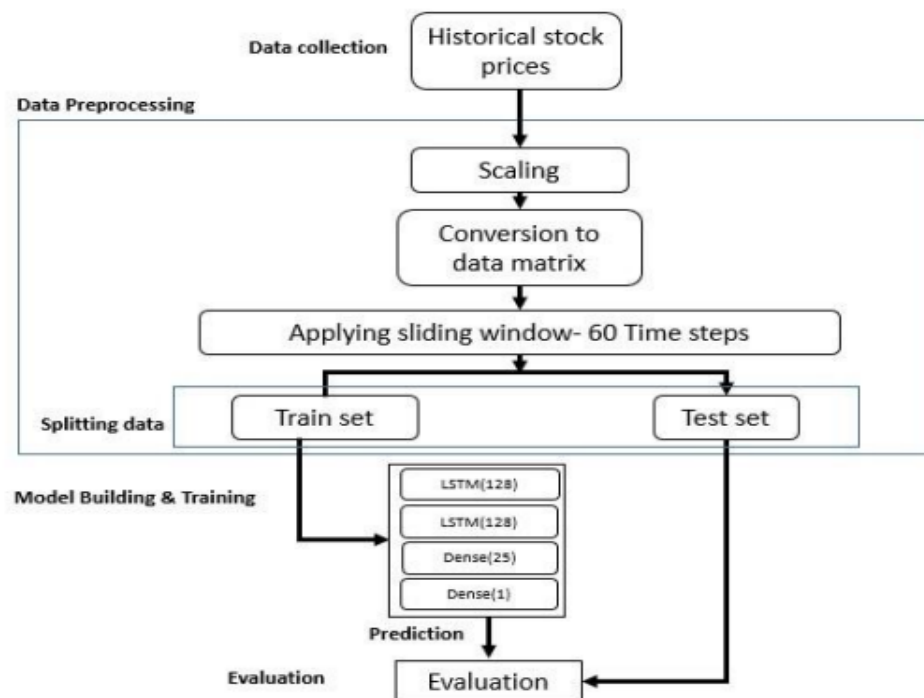 Data collection
Historical stock
prices
Data Preprocessing
Scaling
Conversion to
data matrix
Applying sliding window- 60 Time steps
Splitting data
Train set
Test set
Model Building & Training
LSTM(128)
LSTM(128)
Dense(25)
Dense(1)
Prediction
Evaluation
Evaluation